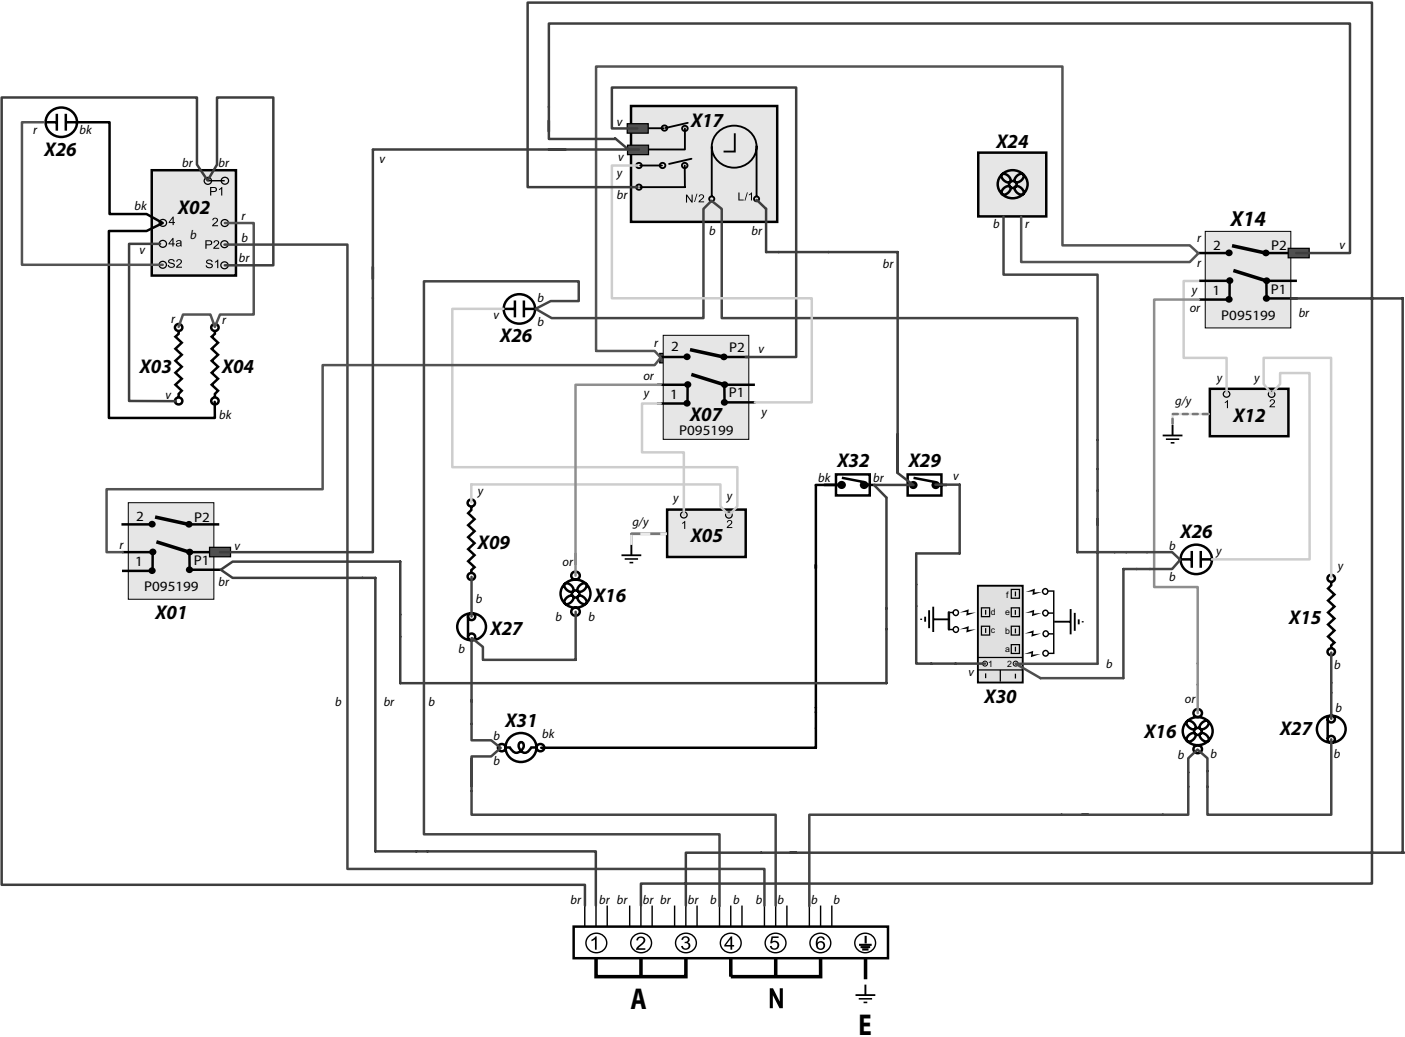 X26
r
bk
br
br
P1
X02
bk
4
2
r
v
4a
b
P2
b
S2
S1
br
r
r
X03
X04
v
bk
v
v
X17
v
y
br
N/2
L/1
b
br
br
X24
b
r
X14
r
2
P2
v
r
y
1
P1
or
br
P095199
b
v
b
X26
r
2
P2
v
or
y
1
P1
y
X07
P095199
y
y
1
2
g/y
X12
X32
X29
bk
br
v
y
y
y
X09
g/y
1
2
X05
2
P2
r
v
1
P1
br
P095199
X01
or
X16
b
b
b
X27
b
X26
b
y
b
f
d
e
c
b
a
1
2
v
b
X30
y
X15
b
or
X16
b
b
b
X27
b
b
br
b
X31
b
b
bk
br
br
br
br
br
br
b
b
b
b
b
b
b
1
2
3
4
5
6
A
N
E